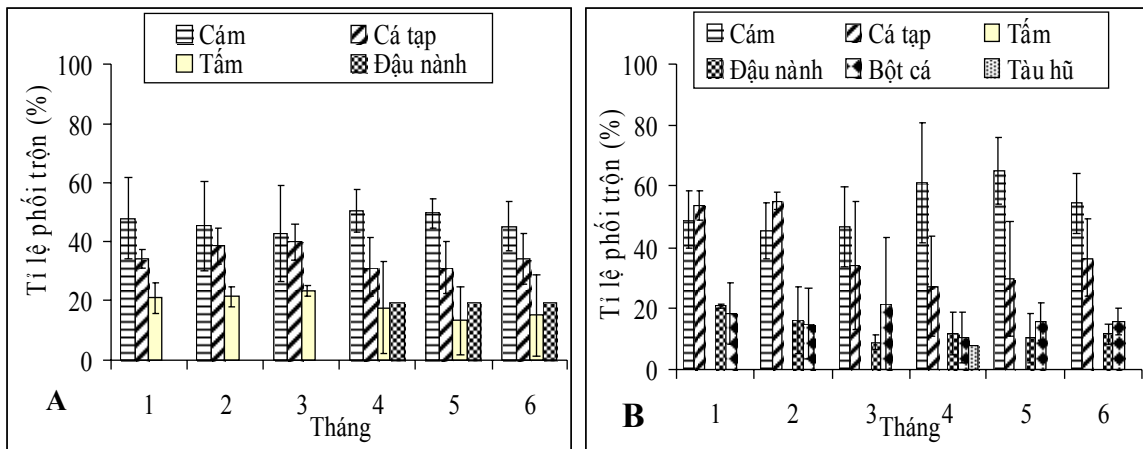 Cám Cá tạp
Tấm Đậu nành
Tỉ lệ phối trộn (%)
100
80
60
40
20
0
1 2 3 4 5 6
Tháng
A
Cám Cá tạp Tấm
Đậu nành Bột cá Tàu hũ
Tỉ lệ phối trộn (%)
100
80
60
40
20
0
1 2 3 4 5 6
Tháng
B